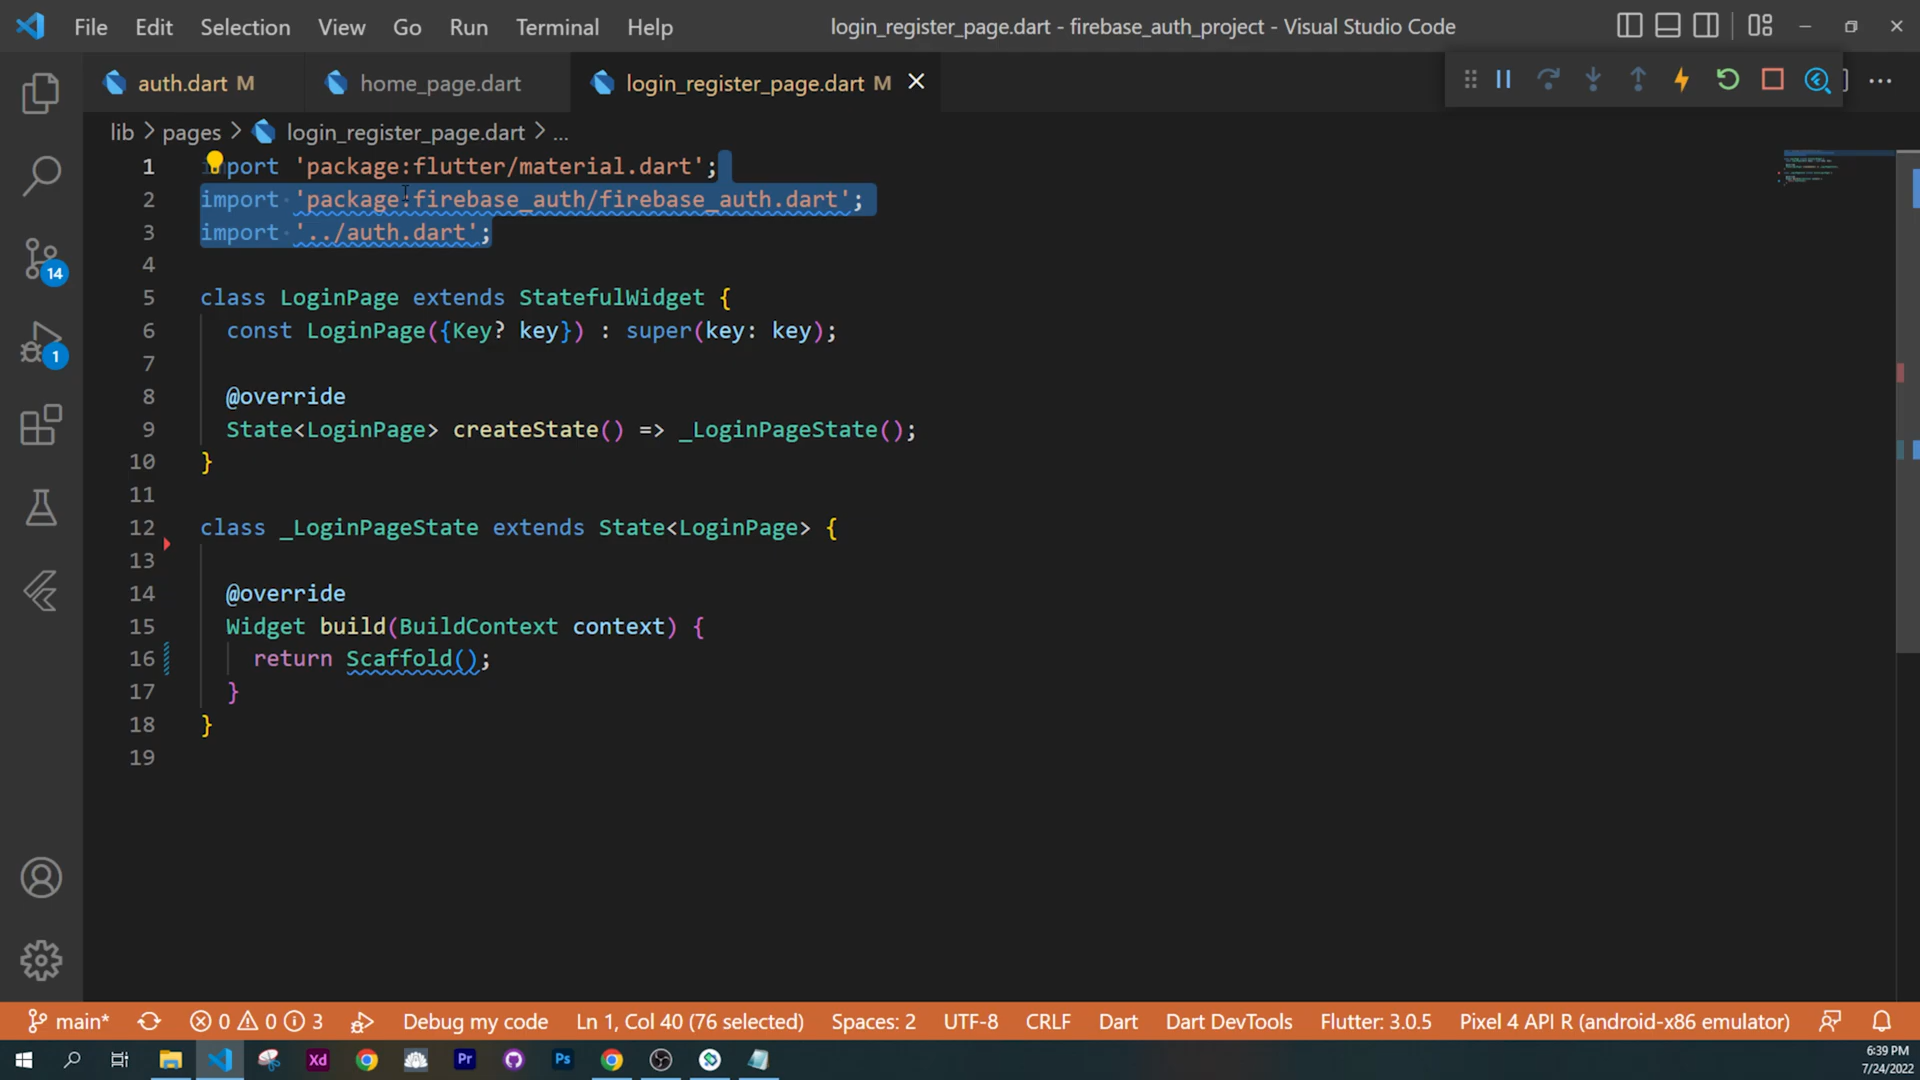 File Edit Selection View Go Run Terminal Help login_register_page.dart - firebase_auth_project - Visual Studio Code
auth.dart M home_page.dart login_register_page.dart M
lib > pages > login_register_page.dart > ...
1 import 'package:flutter/material.dart';
2 import 'package:firebase_auth/firebase_auth.dart';
3 import '../auth.dart';
4
5 class LoginPage extends StatefulWidget {
6 const LoginPage({Key? key}) : super(key: key);
7
8 @override
9 State<LoginPage> createState() => _LoginPageState();
10 }
11
12 class _LoginPageState extends State<LoginPage> {
13
14 @override
15 Widget build(BuildContext context) {
16 return Scaffold();
17 }
18 }
19
14
1
main* 0 0 3 Debug my code Ln 1, Col 40 (76 selected) Spaces: 2 UTF-8 CRLF Dart Dart DevTools Flutter: 3.0.5 Pixel 4 API R (android-x86 emulator)
Xd Pr Ps
6:39 PM
7/24/2022